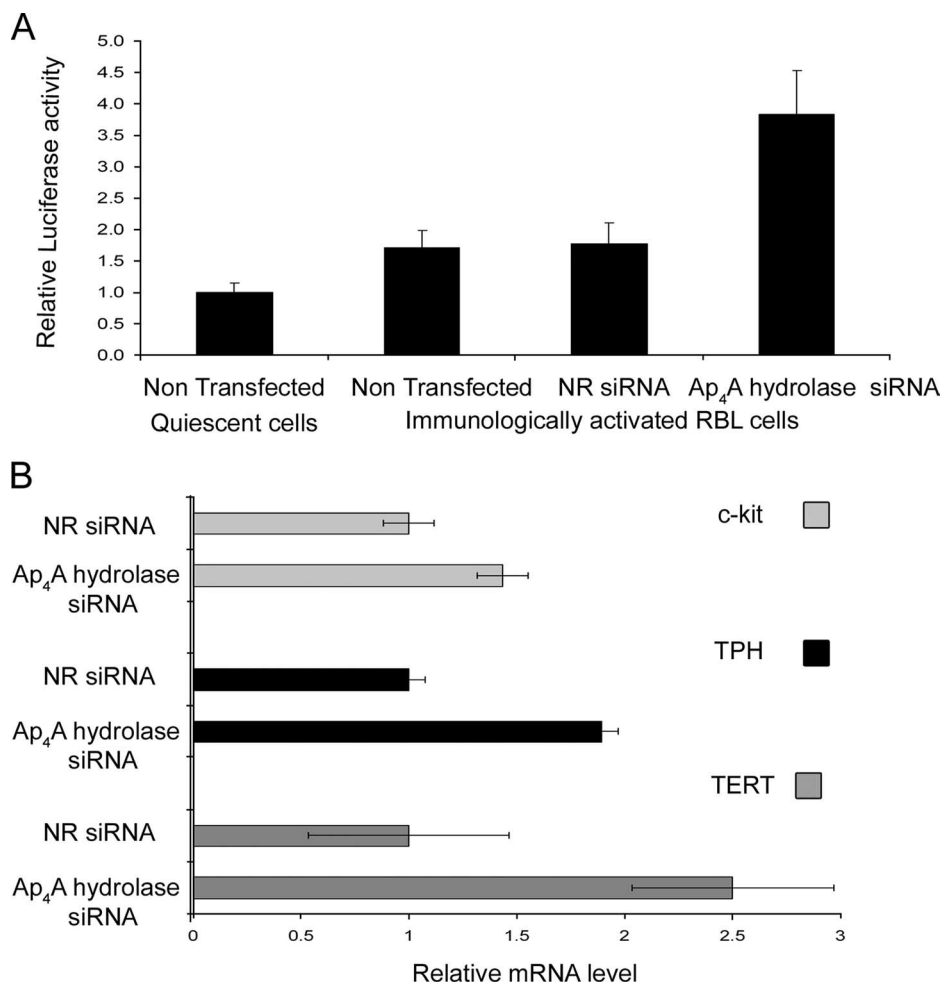 A
Relative Luciferase activity
5.0
4.5
4.0
3.5
3.0
2.5
2.0
1.5
1.0
0.5
0.0
Non Transfected Non Transfected NR siRNA Ap₄A hydrolase siRNA
Quiescent cells Immunologically activated RBL cells
B
NR siRNA
c-kit
Ap₄A hydrolase
siRNA
TPH
NR siRNA
Ap₄A hydrolase
siRNA
TERT
NR siRNA
Ap₄A hydrolase
siRNA
0 0.5 1 1.5 2 2.5 3
Relative mRNA level